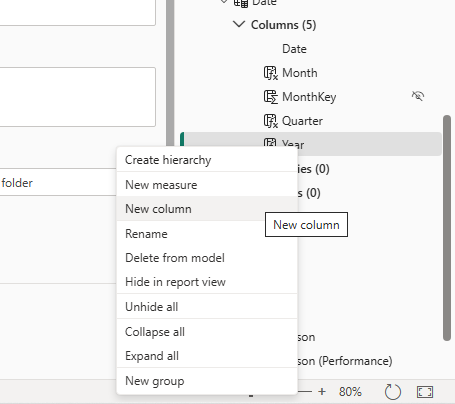 Date
Columns (5)
Date
Month
MonthKey
Quarter
Year
Create hierarchy
ies (0)
folder
New measure
s (0)
New column
New column
Rename
Delete from model
Hide in report view
Unhide all
Collapse all
son
Expand all
son (Performance)
New group
80%